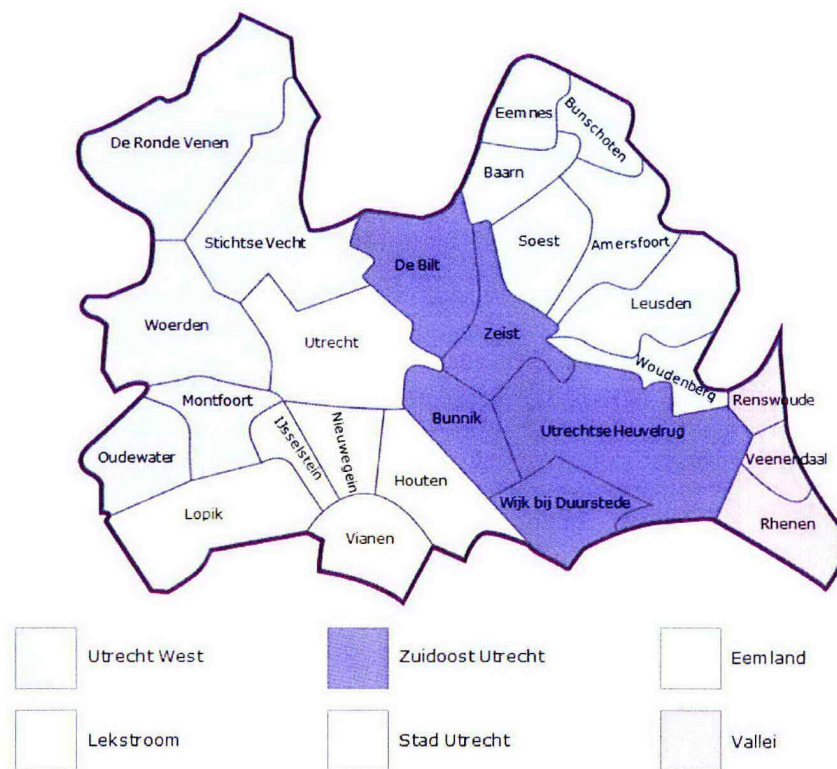 Eemnes
Bunschoten
De Ronde Venen
Baarn
Stichtse Vecht
Soest
Amersfoort
De Bilt
Leusden
Woerden
Zeist
Utrecht
Woudenberg
Renswoude
Montfoort
IJsselstein
Nieuwegein
Bunnik
Utrechtse Heuvelrug
Oudewater
Veenendaal
Houten
Wijk bij Duurstede
Lopik
Rhenen
Vianen
Utrecht West
Zuidoost Utrecht
Eemland
Lekstroom
Stad Utrecht
Vallei